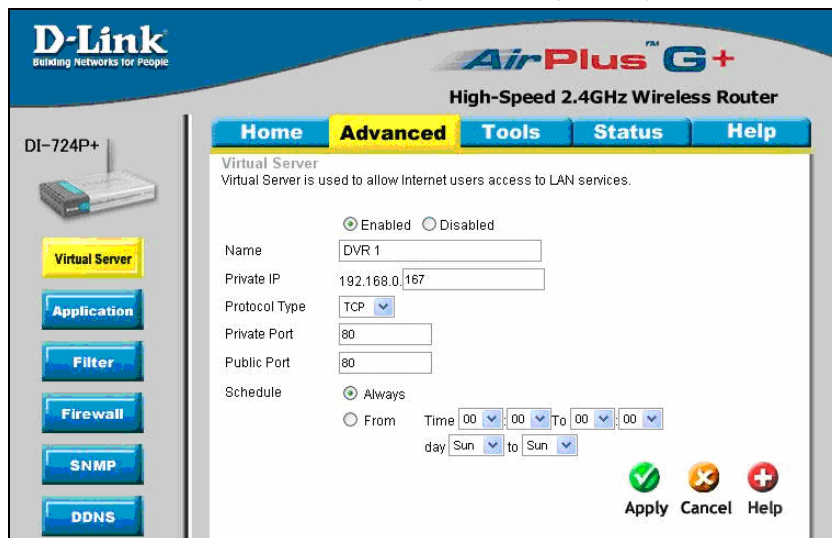 D-Link
Building Networks for People
AirPlus™ G+
High-Speed 2.4GHz Wireless Router
DI-724P+
Home Advanced Tools Status Help
Virtual Server
Virtual Server is used to allow Internet users access to LAN services.
Enabled Disabled
Name DVR 1
Private IP 192.168.0. 167
Protocol Type TCP
Private Port 80
Public Port 80
Schedule Always
From Time 00 : 00 To 00 : 00
day Sun to Sun
Apply Cancel Help
Virtual Server
Application
Filter
Firewall
SNMP
DDNS